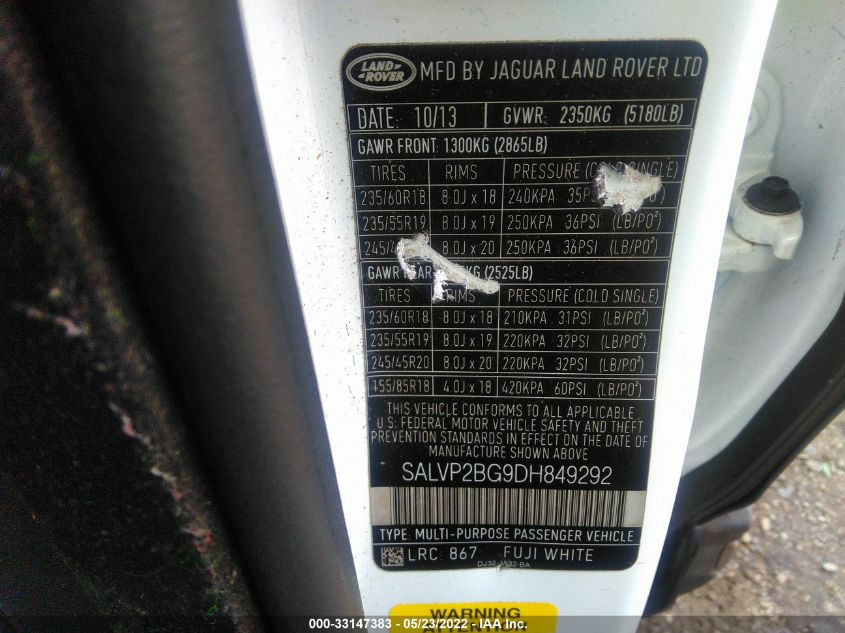 LAND-
-ROVER
MFD BY JAGUAR LAND ROVER LTD
DATE: 10/13 GVWR: 2350KG (5180LB)
GAWR FRONT: 1300KG (2865LB)
TIRES RIMS PRESSURE (COLD SINGLE)
235/60R18 8.0J x 18 240KPA 35P
235/55R19 8.0J x 19 250KPA 36PSI (LB/PO²)
8.0J x 20 250KPA 36PSI (LB/PO²)
GAWR (2525LB)
TIRES RIMS PRESSURE (COLD SINGLE)
235/60R18 8.0J x 18 210KPA 31PSI (LB/PO²)
235/55R19 8.0J x 19 220KPA 32PSI (LB/PO²)
245/45R20 8.0J x 20 220KPA 32PSI (LB/PO²)
155/85R18 4.0J x 18 420KPA 60PSI (LB/PO²)
THIS VEHICLE CONFORMS TO ALL APPLICABLE
U.S. FEDERAL MOTOR VEHICLE SAFETY AND THEFT
PREVENTION STANDARDS IN EFFECT ON THE DATE OF
MANUFACTURE SHOWN ABOVE.
SALVP2BG9DH849292
TYPE: MULTI-PURPOSE PASSENGER VEHICLE
LRC: 867 FUJI WHITE
WARNING
ATTENTION
000-33147383 - 05/23/2022 - IAA Inc.